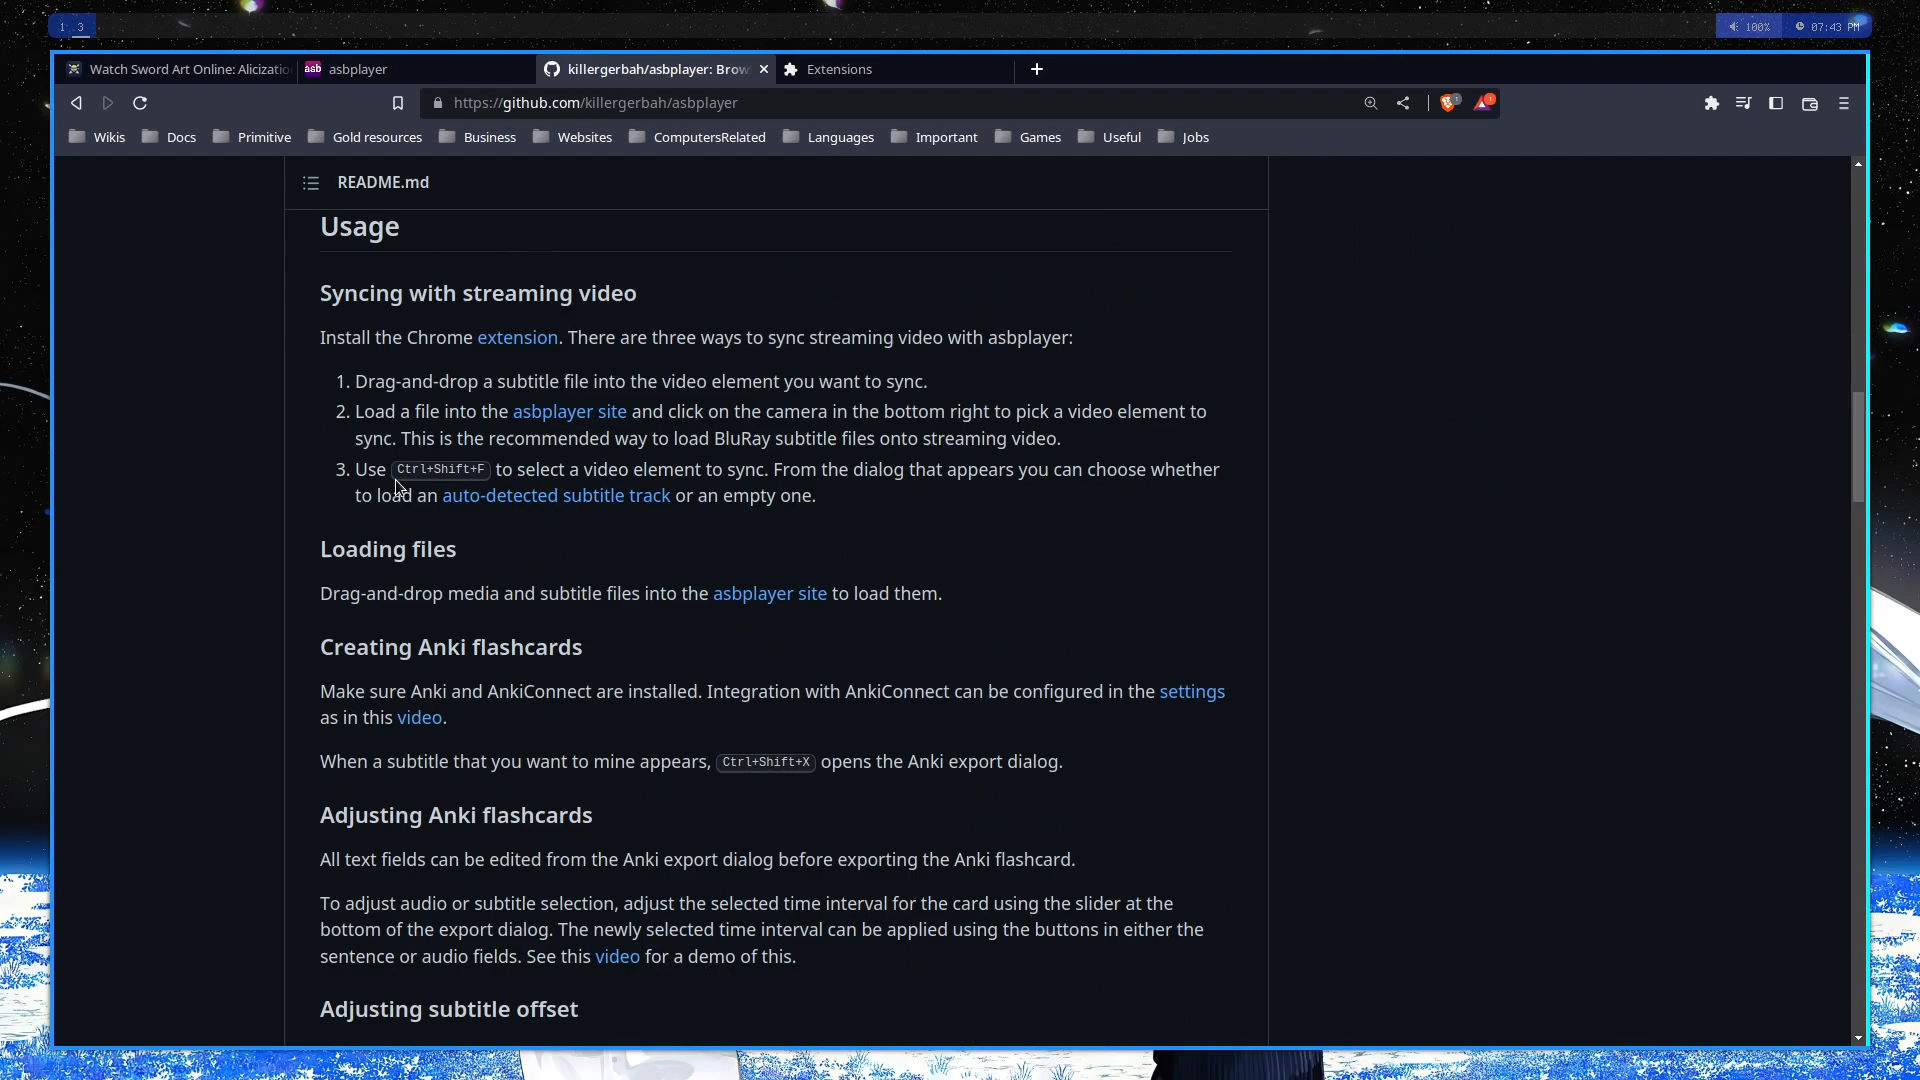 1 3
100%
07:43 PM
Watch Sword Art Online: Alicizatio
asb asbplayer
killergerbah/asbplayer: Brow
Extensions
https://github.com/killergerbah/asbplayer
Wikis Docs Primitive Gold resources Business Websites ComputersRelated Languages Important Games Useful Jobs
README.md
Usage
Syncing with streaming video
Install the Chrome extension. There are three ways to sync streaming video with asbplayer:
1. Drag-and-drop a subtitle file into the video element you want to sync.
2. Load a file into the asbplayer site and click on the camera in the bottom right to pick a video element to
sync. This is the recommended way to load BluRay subtitle files onto streaming video.
3. Use Ctrl+Shift+F to select a video element to sync. From the dialog that appears you can choose whether
to load an auto-detected subtitle track or an empty one.
Loading files
Drag-and-drop media and subtitle files into the asbplayer site to load them.
Creating Anki flashcards
Make sure Anki and AnkiConnect are installed. Integration with AnkiConnect can be configured in the settings
as in this video.
When a subtitle that you want to mine appears, Ctrl+Shift+X opens the Anki export dialog.
Adjusting Anki flashcards
All text fields can be edited from the Anki export dialog before exporting the Anki flashcard.
To adjust audio or subtitle selection, adjust the selected time interval for the card using the slider at the
bottom of the export dialog. The newly selected time interval can be applied using the buttons in either the
sentence or audio fields. See this video for a demo of this.
Adjusting subtitle offset